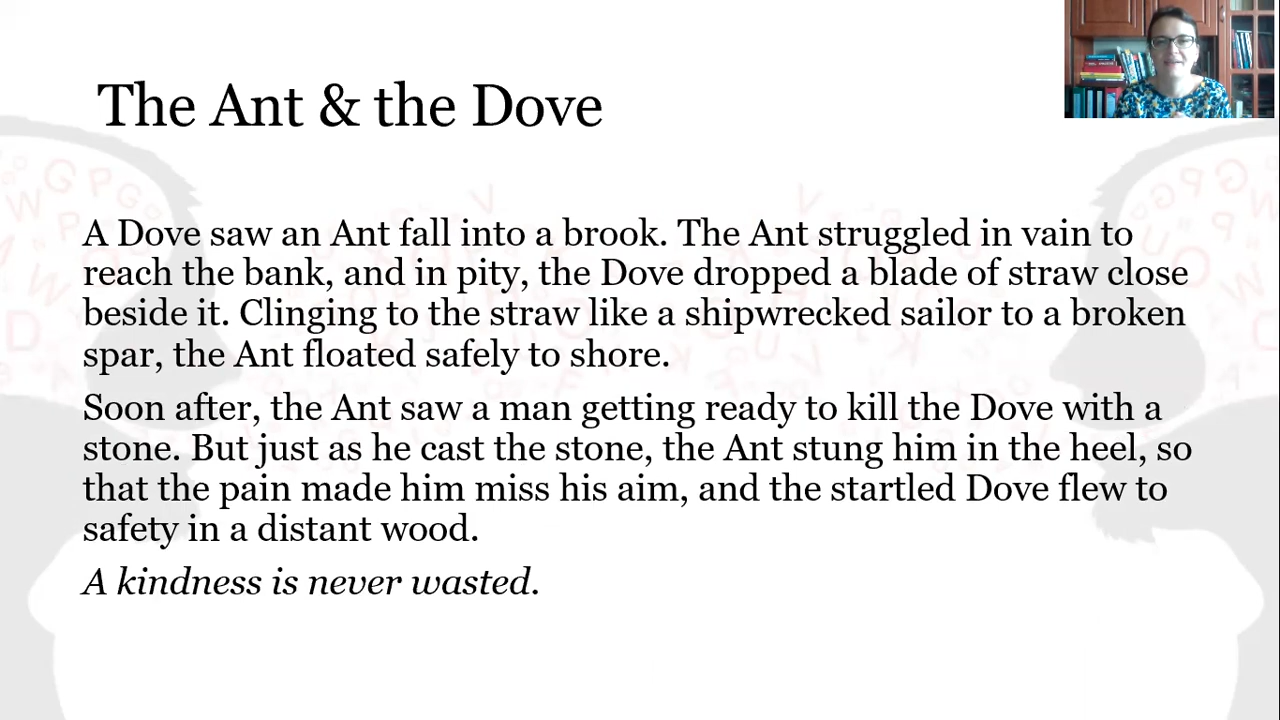 The Ant & the Dove
A Dove saw an Ant fall into a brook. The Ant struggled in vain to
reach the bank, and in pity, the Dove dropped a blade of straw close
beside it. Clinging to the straw like a shipwrecked sailor to a broken
spar, the Ant floated safely to shore.
Soon after, the Ant saw a man getting ready to kill the Dove with a
stone. But just as he cast the stone, the Ant stung him in the heel, so
that the pain made him miss his aim, and the startled Dove flew to
safety in a distant wood.
A kindness is never wasted.